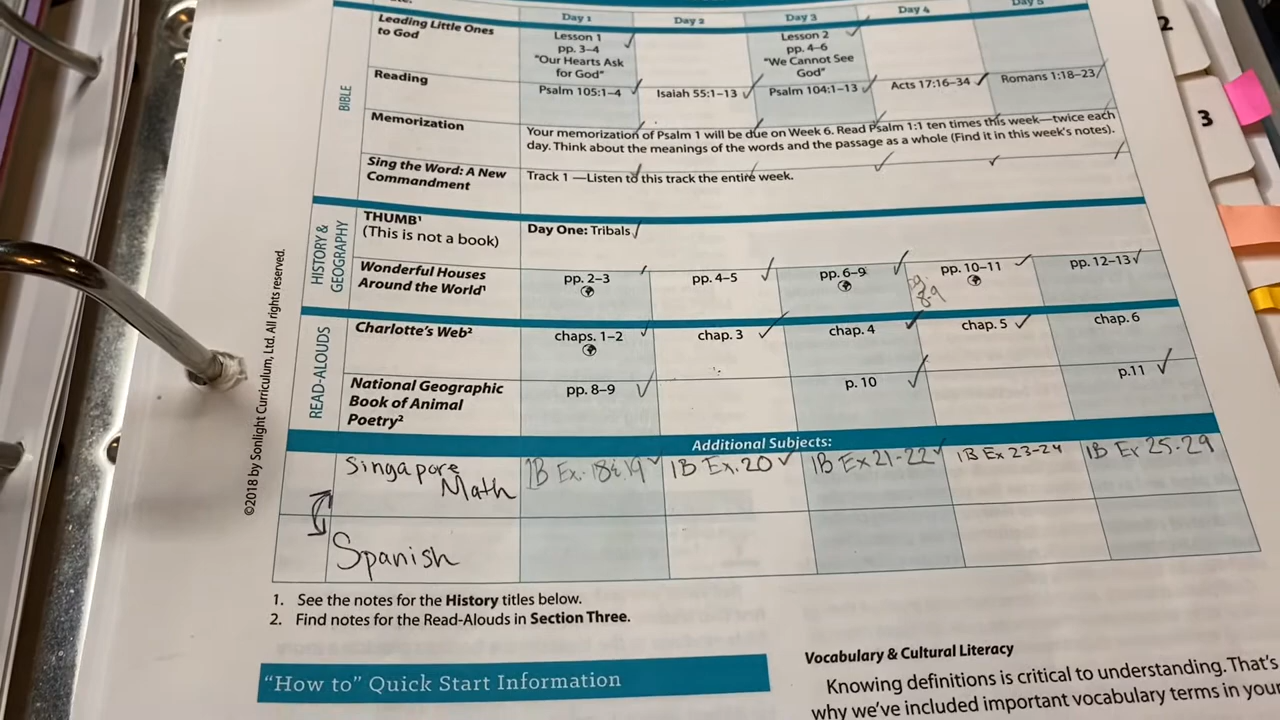 Day 1
Day 2
Day 3
Day 4
Day 5
Leading Little Ones
to God
Lesson 1
pp. 3–4
"Our Hearts Ask
for God"
Lesson 2
pp. 4–6
"We Cannot See
God"
BIBLE
Reading
Psalm 105:1–4
Isaiah 55:1–13
Psalm 104:1–13
Acts 17:16–34
Romans 1:18–23
Memorization
Your memorization of Psalm 1 will be due on Week 6. Read Psalm 1:1 ten times this week—twice each
day. Think about the meanings of the words and the passage as a whole (Find it in this week's notes).
Sing the Word: A New
Commandment
Track 1 —Listen to this track the entire week.
HISTORY &
GEOGRAPHY
THUMB¹
(This is not a book)
Day One: Tribals
Wonderful Houses
Around the World¹
pp. 2–3
pp. 4–5
pp. 6–9
pg.
8-9
pp. 10–11
pp. 12–13
READ-ALOUDS
Charlotte's Web²
chaps. 1–2
chap. 3
chap. 4
chap. 5
chap. 6
National Geographic
Book of Animal
Poetry²
pp. 8–9
p. 10
p.11
Additional Subjects:
Singapore
Math
1B Ex. 18&19
1B Ex. 20
1B Ex 21-22
1B Ex 23-24
1B Ex 25-29
Spanish
1. See the notes for the History titles below.
2. Find notes for the Read-Alouds in Section Three.
"How to" Quick Start Information
Vocabulary & Cultural Literacy
Knowing definitions is critical to understanding. That's
why we've included important vocabulary terms in your
©2018 by Sonlight Curriculum, Ltd. All rights reserved.
2
3